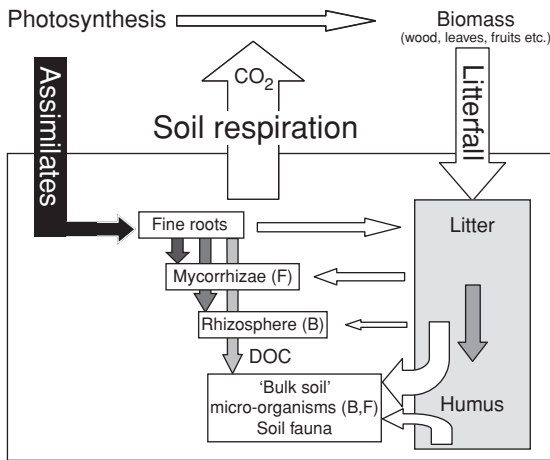 Photosynthesis
Biomass
(wood, leaves, fruits etc.)
CO₂
Soil respiration
Assimilates
Litterfall
Fine roots
Litter
Mycorrhizae (F)
Rhizosphere (B)
DOC
‘Bulk soil’
micro-organisms (B,F)
Soil fauna
Humus